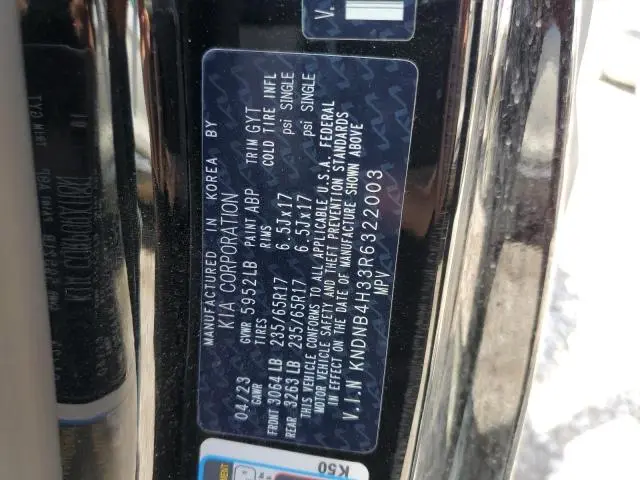 MANUFACTURED IN KOREA BY
KIA CORPORATION
04/23 GVWR 5952LB PAINT ABP TRIM GYT
GAWR TIRES RIMS COLD TIRE INFL
FRONT 3064LB 235/65R17 6.5Jx17 psi SINGLE
REAR 3263LB 235/65R17 6.5Jx17 psi SINGLE
THIS VEHICLE CONFORMS TO ALL APPLICABLE U.S.A. FEDERAL
MOTOR VEHICLE SAFETY AND THEFT PREVENTION STANDARDS
IN EFFECT ON THE DATE OF MANUFACTURE SHOWN ABOVE
V.I.N KNDNB4H33R6322003
MPV
V.
K50